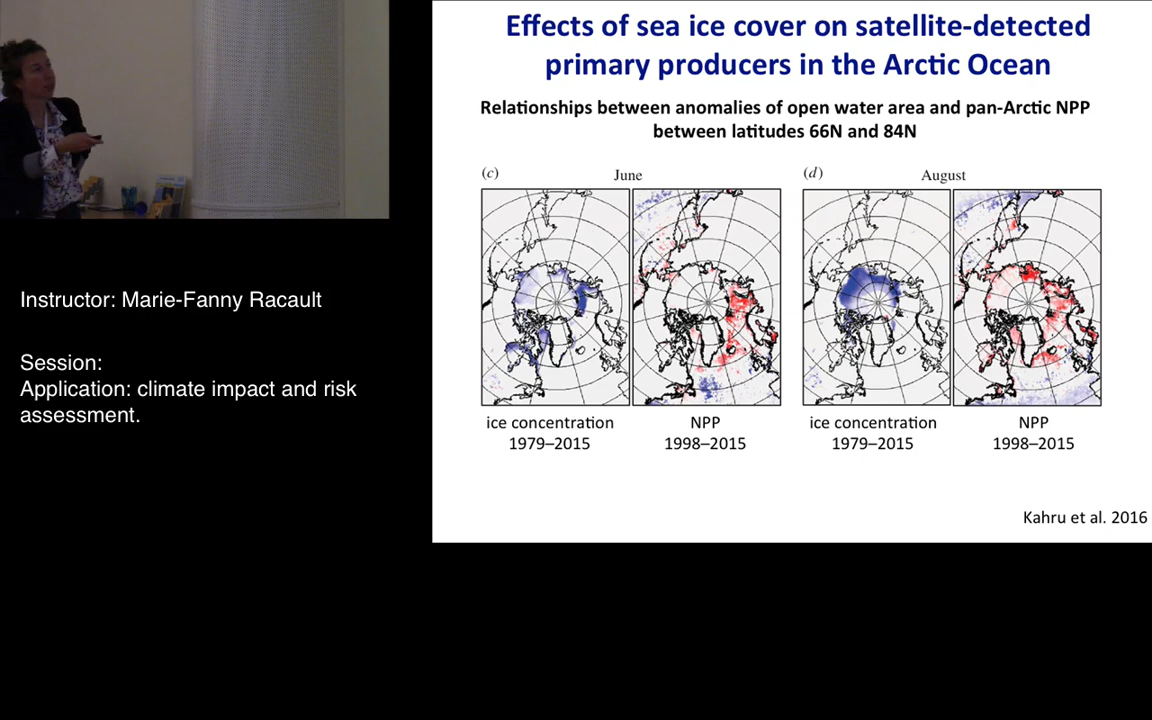 Effects of sea ice cover on satellite-detected
primary producers in the Arctic Ocean
Relationships between anomalies of open water area and pan-Arctic NPP
between latitudes 66N and 84N
(c) June (d) August
ice concentration NPP ice concentration NPP
1979–2015 1998–2015 1979–2015 1998–2015
Kahru et al. 2016
Instructor: Marie-Fanny Racault
Session:
Application: climate impact and risk
assessment.